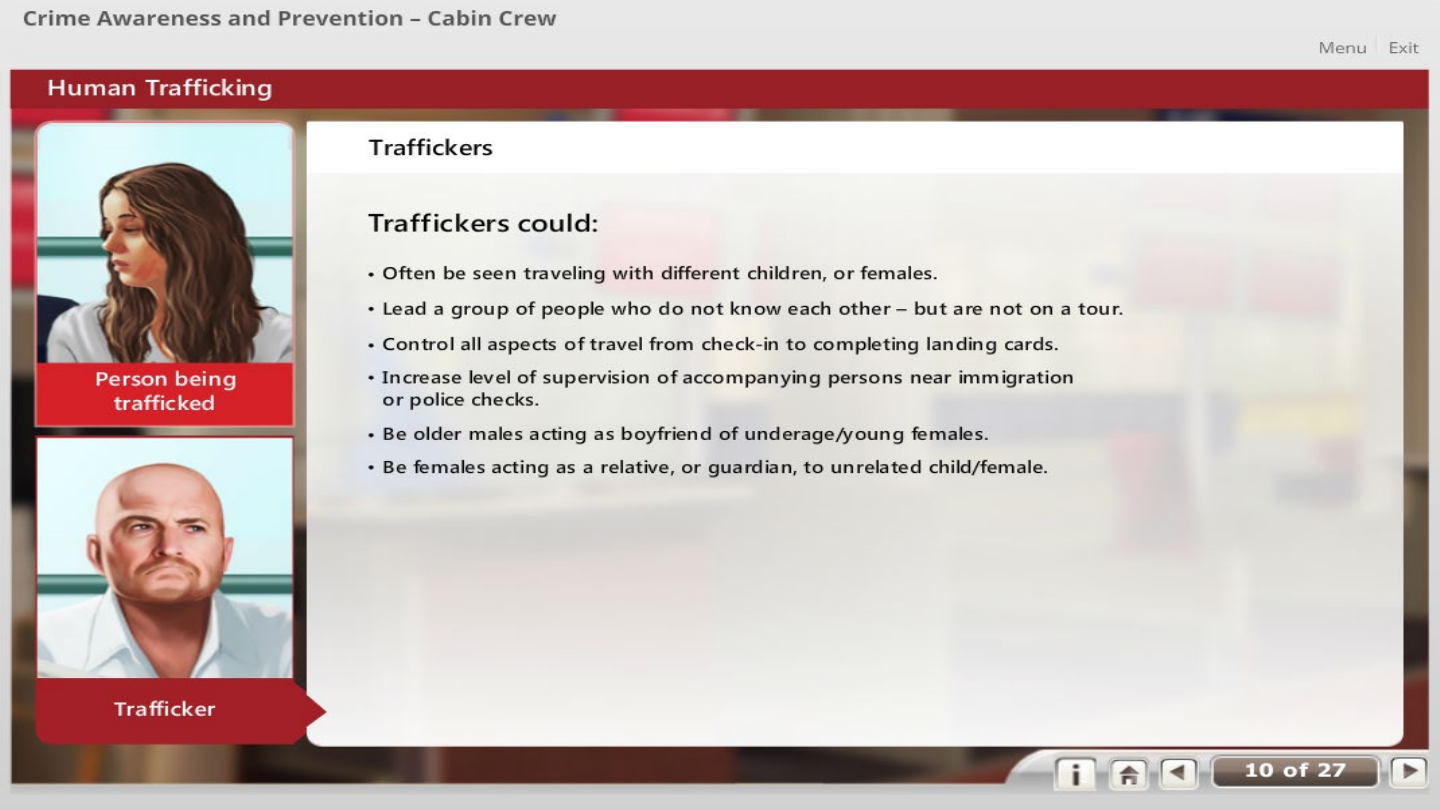 Crime Awareness and Prevention – Cabin Crew
Menu Exit
Human Trafficking
Person being
trafficked
Trafficker
Traffickers
Traffickers could:
• Often be seen traveling with different children, or females.
• Lead a group of people who do not know each other – but are not on a tour.
• Control all aspects of travel from check-in to completing landing cards.
• Increase level of supervision of accompanying persons near immigration
or police checks.
• Be older males acting as boyfriend of underage/young females.
• Be females acting as a relative, or guardian, to unrelated child/female.
i
10 of 27